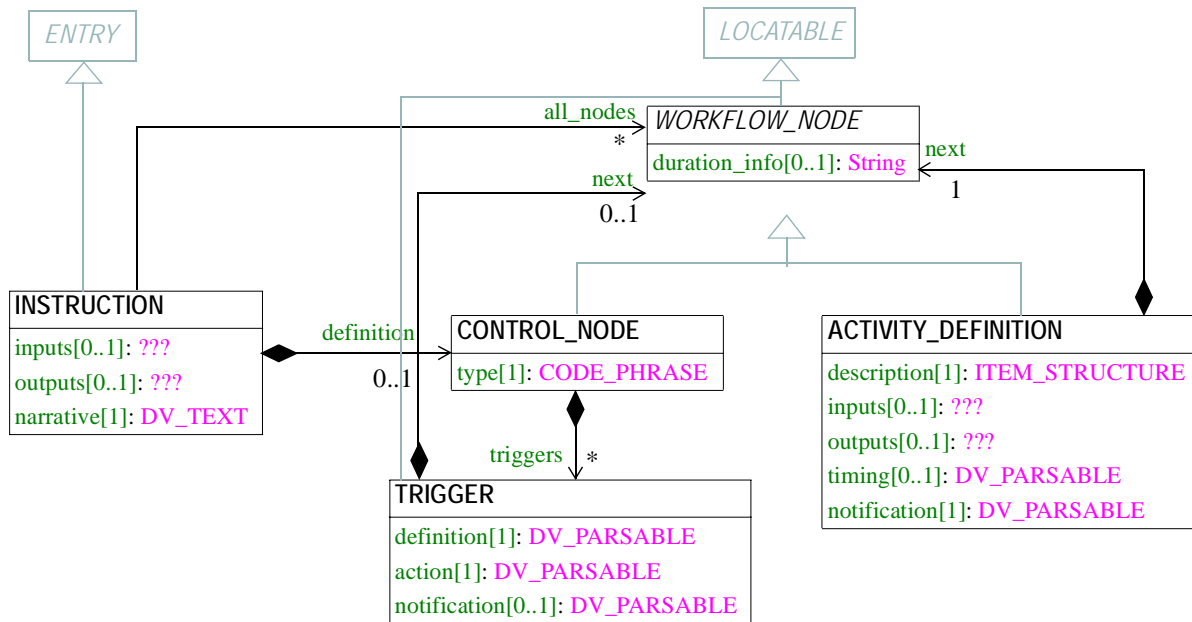 ENTRY
LOCATABLE
all_nodes
*
WORKFLOW_NODE
duration_info[0..1]: String
next
1
next
0..1
INSTRUCTION
inputs[0..1]: ???
outputs[0..1]: ???
narrative[1]: DV_TEXT
definition
0..1
CONTROL_NODE
type[1]: CODE_PHRASE
ACTIVITY_DEFINITION
description[1]: ITEM_STRUCTURE
inputs[0..1]: ???
outputs[0..1]: ???
timing[0..1]: DV_PARSABLE
notification[1]: DV_PARSABLE
triggers
*
TRIGGER
definition[1]: DV_PARSABLE
action[1]: DV_PARSABLE
notification[0..1]: DV_PARSABLE